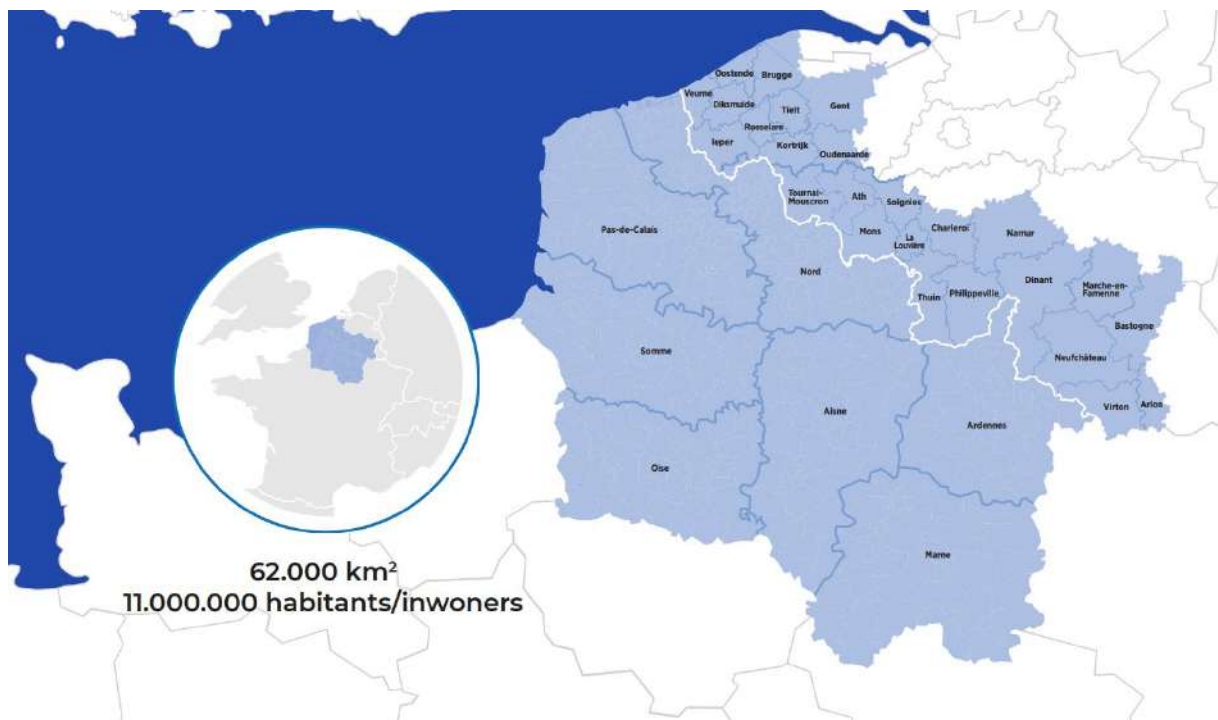 Oostende
Brugge
Veurne
Diksmuide
Tielt
Gent
Roeselare
Ieper
Kortrijk
Oudenaarde
Tournai-
Mouscron
Ath
Soignies
Pas-de-Calais
Mons
La
Louvière
Charleroi
Namur
Nord
Dinant
Thuin
Philippeville
Marche-en-
Famenne
Bastogne
Somme
Neufchâteau
Aisne
Virton
Arlon
Ardennes
Oise
Marne
62.000 km²
11.000.000 habitants/inwoners